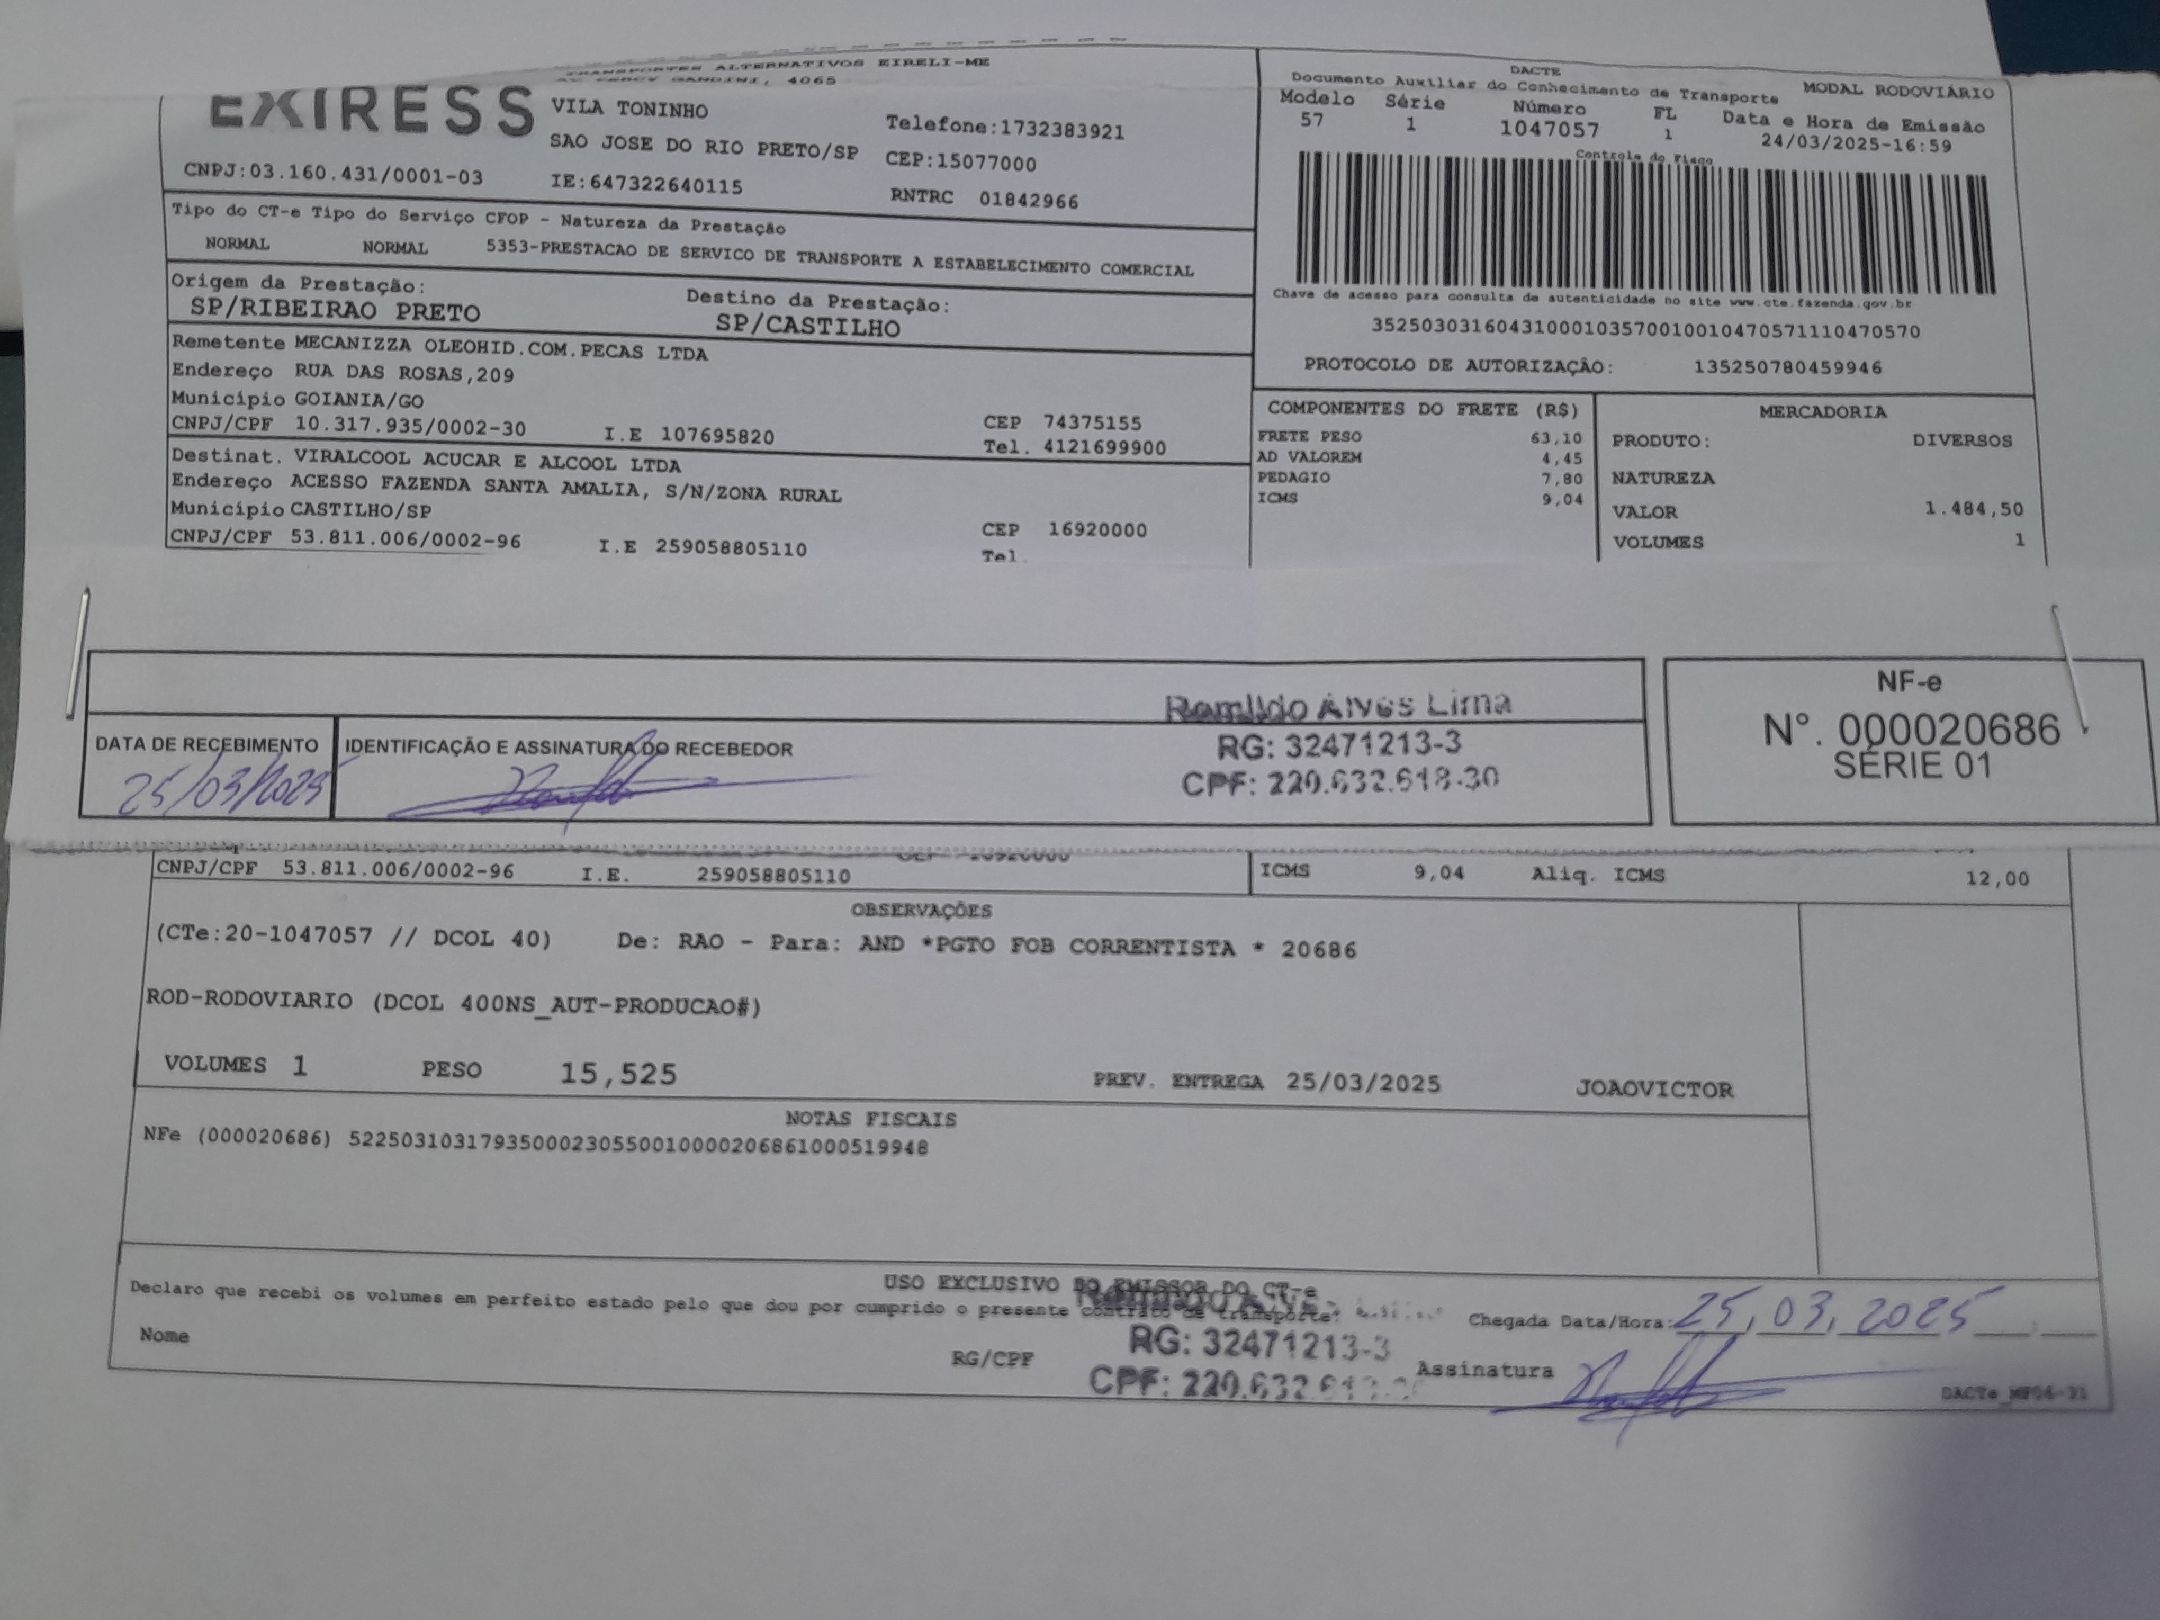 TRANSPORTES ALTERNATIVOS EIRELI-ME
AV PERCY GANDINI, 4065
EXIRESS
VILA TONINHO
Telefone:1732383921
SAO JOSE DO RIO PRETO/SP
CEP:15077000
CNPJ:03.160.431/0001-03
IE:647322640115
RNTRC 01842966
DACTE
Documento Auxiliar do Conhecimento de Transporte
MODAL RODOVIÁRIO
Modelo Série Número FL Data e Hora de Emissão
57 1 1047057 1 24/03/2025-16:59
Controle do Fisco
Chave de acesso para consulta de autenticidade no site www.cte.fazenda.gov.br
35250303160431000103570010010470571110470570
PROTOCOLO DE AUTORIZAÇÃO: 135250780459946
Tipo do CT-e Tipo do Serviço CFOP - Natureza da Prestação
NORMAL NORMAL 5353-PRESTACAO DE SERVICO DE TRANSPORTE A ESTABELECIMENTO COMERCIAL
Origem da Prestação: Destino da Prestação:
SP/RIBEIRAO PRETO SP/CASTILHO
Remetente MECANIZZA OLEOHID.COM.PECAS LTDA
Endereço RUA DAS ROSAS,209
Município GOIANIA/GO
CEP 74375155
CNPJ/CPF 10.317.935/0002-30 I.E 107695820
Tel. 4121699900
Destinat. VIRALCOOL ACUCAR E ALCOOL LTDA
Endereço ACESSO FAZENDA SANTA AMALIA, S/N/ZONA RURAL
Município CASTILHO/SP
CEP 16920000
CNPJ/CPF 53.811.006/0002-96 I.E 259058805110
Tel.
COMPONENTES DO FRETE (R$)
FRETE PESO 63,10
AD VALOREM 4,45
PEDAGIO 7,80
ICMS 9,04
MERCADORIA
PRODUTO: DIVERSOS
NATUREZA
VALOR 1.484,50
VOLUMES 1
DATA DE RECEBIMENTO
25/03/2025
IDENTIFICAÇÃO E ASSINATURA DO RECEBEDOR
Ramildo Alves Lima
RG: 32471213-3
CPF: 220.632.618-30
NF-e
N°. 000020686
SÉRIE 01
CEP 16920000
CNPJ/CPF 53.811.006/0002-96 I.E. 259058805110
ICMS 9,04 Aliq. ICMS 12,00
OBSERVAÇÕES
(CTe:20-1047057 // DCOL 40) De: RAO - Para: AND *PGTO FOB CORRENTISTA * 20686
ROD-RODOVIARIO (DCOL 400NS_AUT-PRODUCAO#)
VOLUMES 1 PESO 15,525 PREV. ENTREGA 25/03/2025 JOAOVICTOR
NOTAS FISCAIS
NFe (000020686) 52250310317935000230550010000206861000519948
USO EXCLUSIVO DO EMISSOR DO CT-e
Declaro que recebi os volumes em perfeito estado pelo que dou por cumprido o presente contrato de transporte.
Chegada Data/Hora: 25,03,2025
Nome
RG/CPF
RG: 32471213-3
CPF: 220.632
Assinatura
DACTe_MP06-31